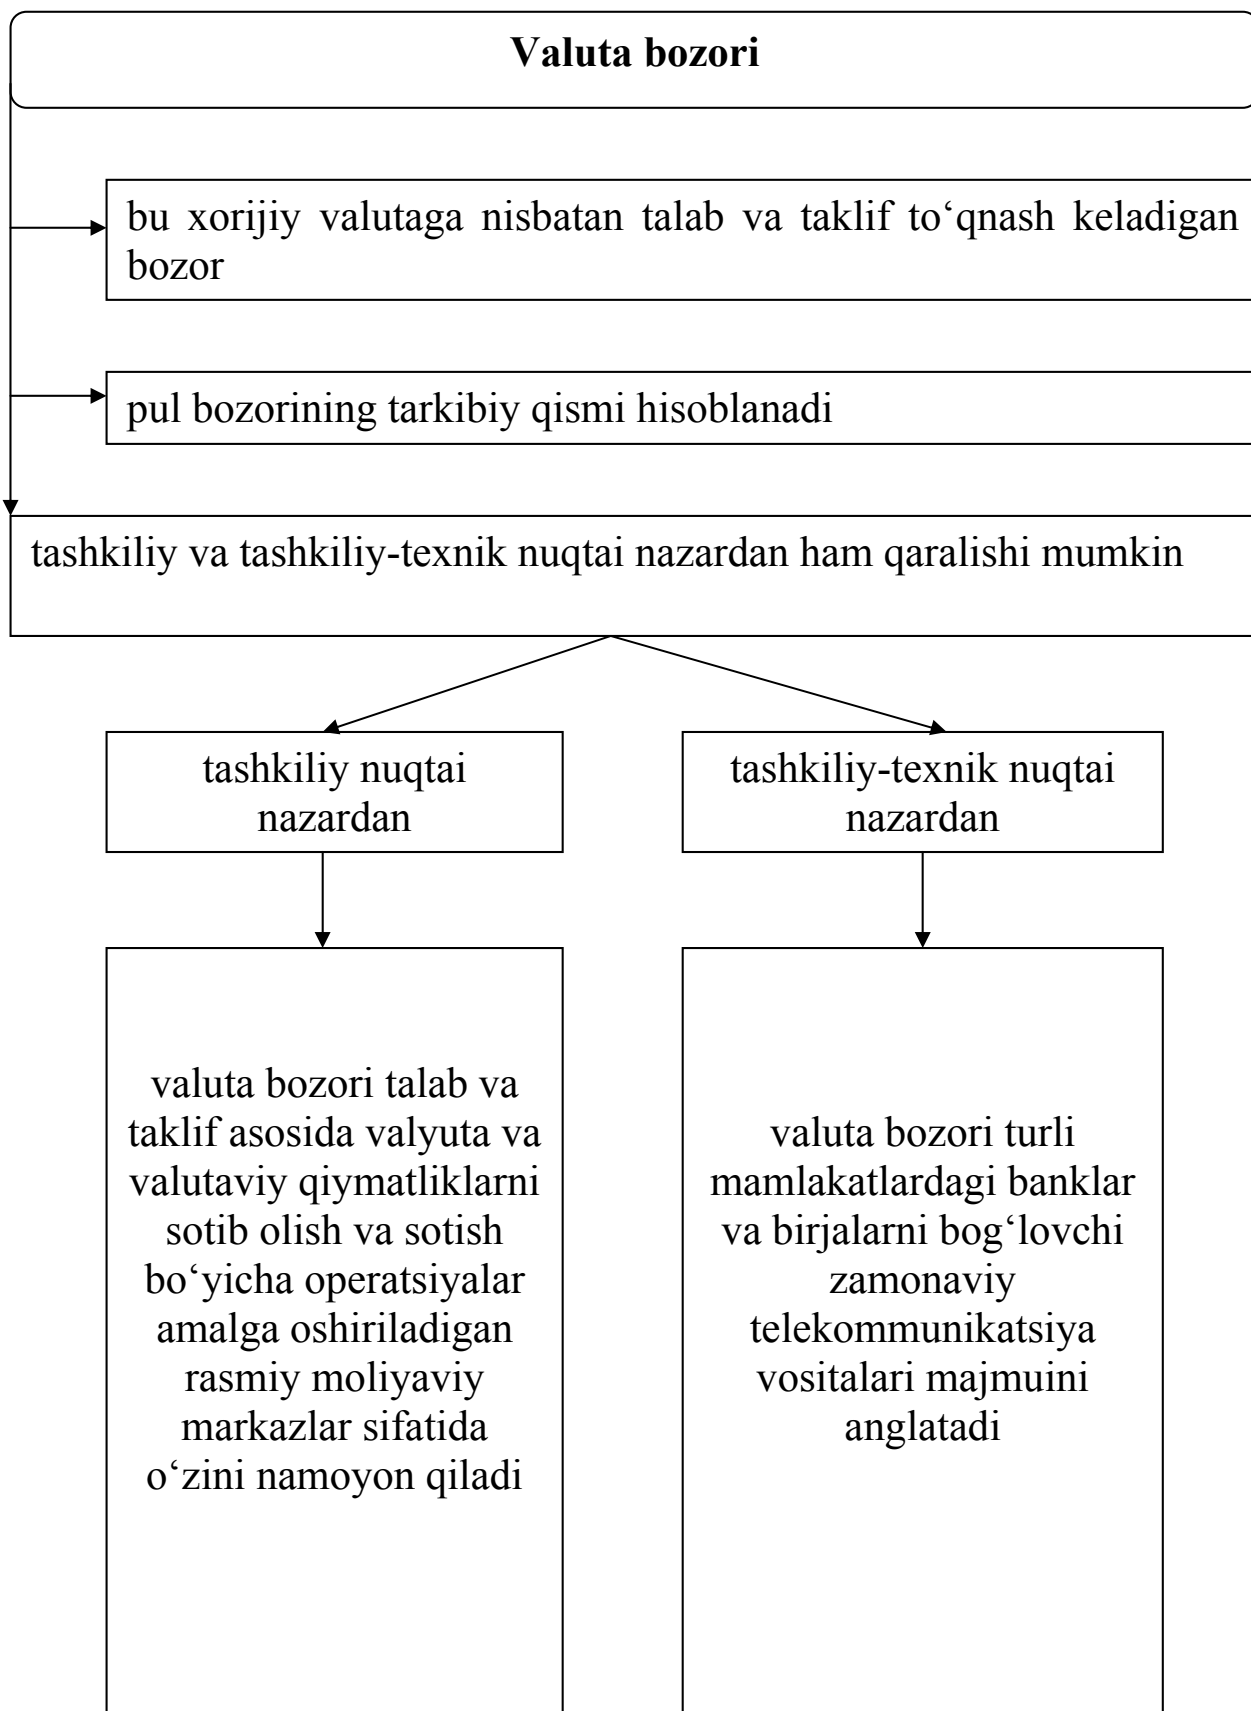 Valuta bozori
bu xorijiy valutaga nisbatan talab va taklif to‘qnash keladigan
bozor
pul bozorining tarkibiy qismi hisoblanadi
tashkiliy va tashkiliy-texnik nuqtai nazardan ham qaralishi mumkin
tashkiliy nuqtai
nazardan
tashkiliy-texnik nuqtai
nazardan
valuta bozori talab va
taklif asosida valyuta va
valutaviy qiymatliklarni
sotib olish va sotish
bo‘yicha operatsiyalar
amalga oshiriladigan
rasmiy moliyaviy
markazlar sifatida
o‘zini namoyon qiladi
valuta bozori turli
mamlakatlardagi banklar
va birjalarni bog‘lovchi
zamonaviy
telekommunikatsiya
vositalari majmuini
anglatadi